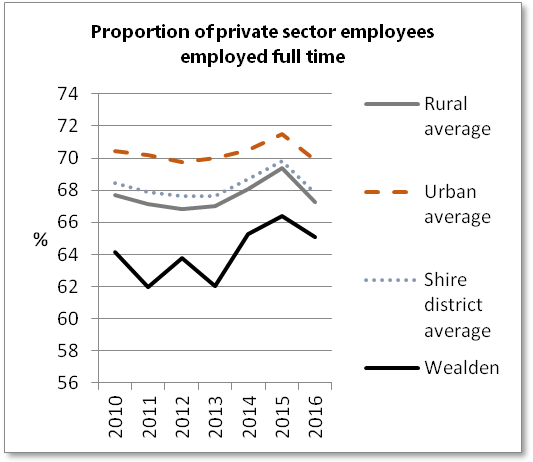 Proportion of private sector employees
employed full time
74
72
70
68
66
64
62
60
58
56
%
2010
2011
2012
2013
2014
2015
2016
Rural
average
Urban
average
Shire
district
average
Wealden